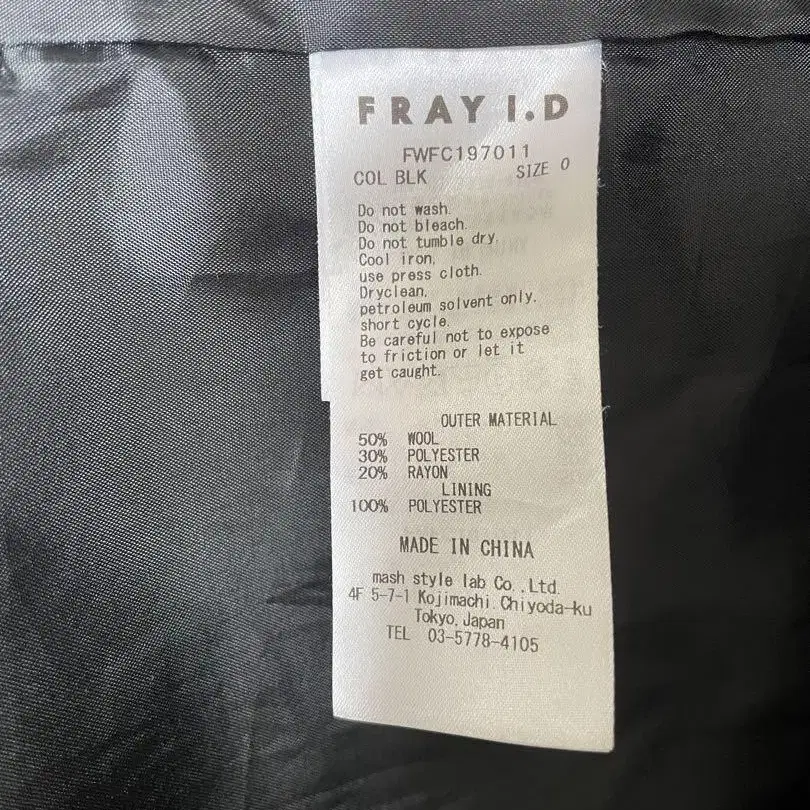 FRAY I.D
FWFC197011
COL BLK SIZE 0
Do not wash.
Do not bleach.
Do not tumble dry.
Cool iron,
use press cloth.
Dryclean,
petroleum solvent only.
short cycle.
Be careful not to expose
to friction or let it
get caught.
OUTER MATERIAL
50% WOOL
30% POLYESTER
20% RAYON
LINING
100% POLYESTER
MADE IN CHINA
mash style lab Co.,Ltd.
4F 5-7-1 Kojimachi.Chiyoda-ku
Tokyo,Japan
TEL 03-5778-4105